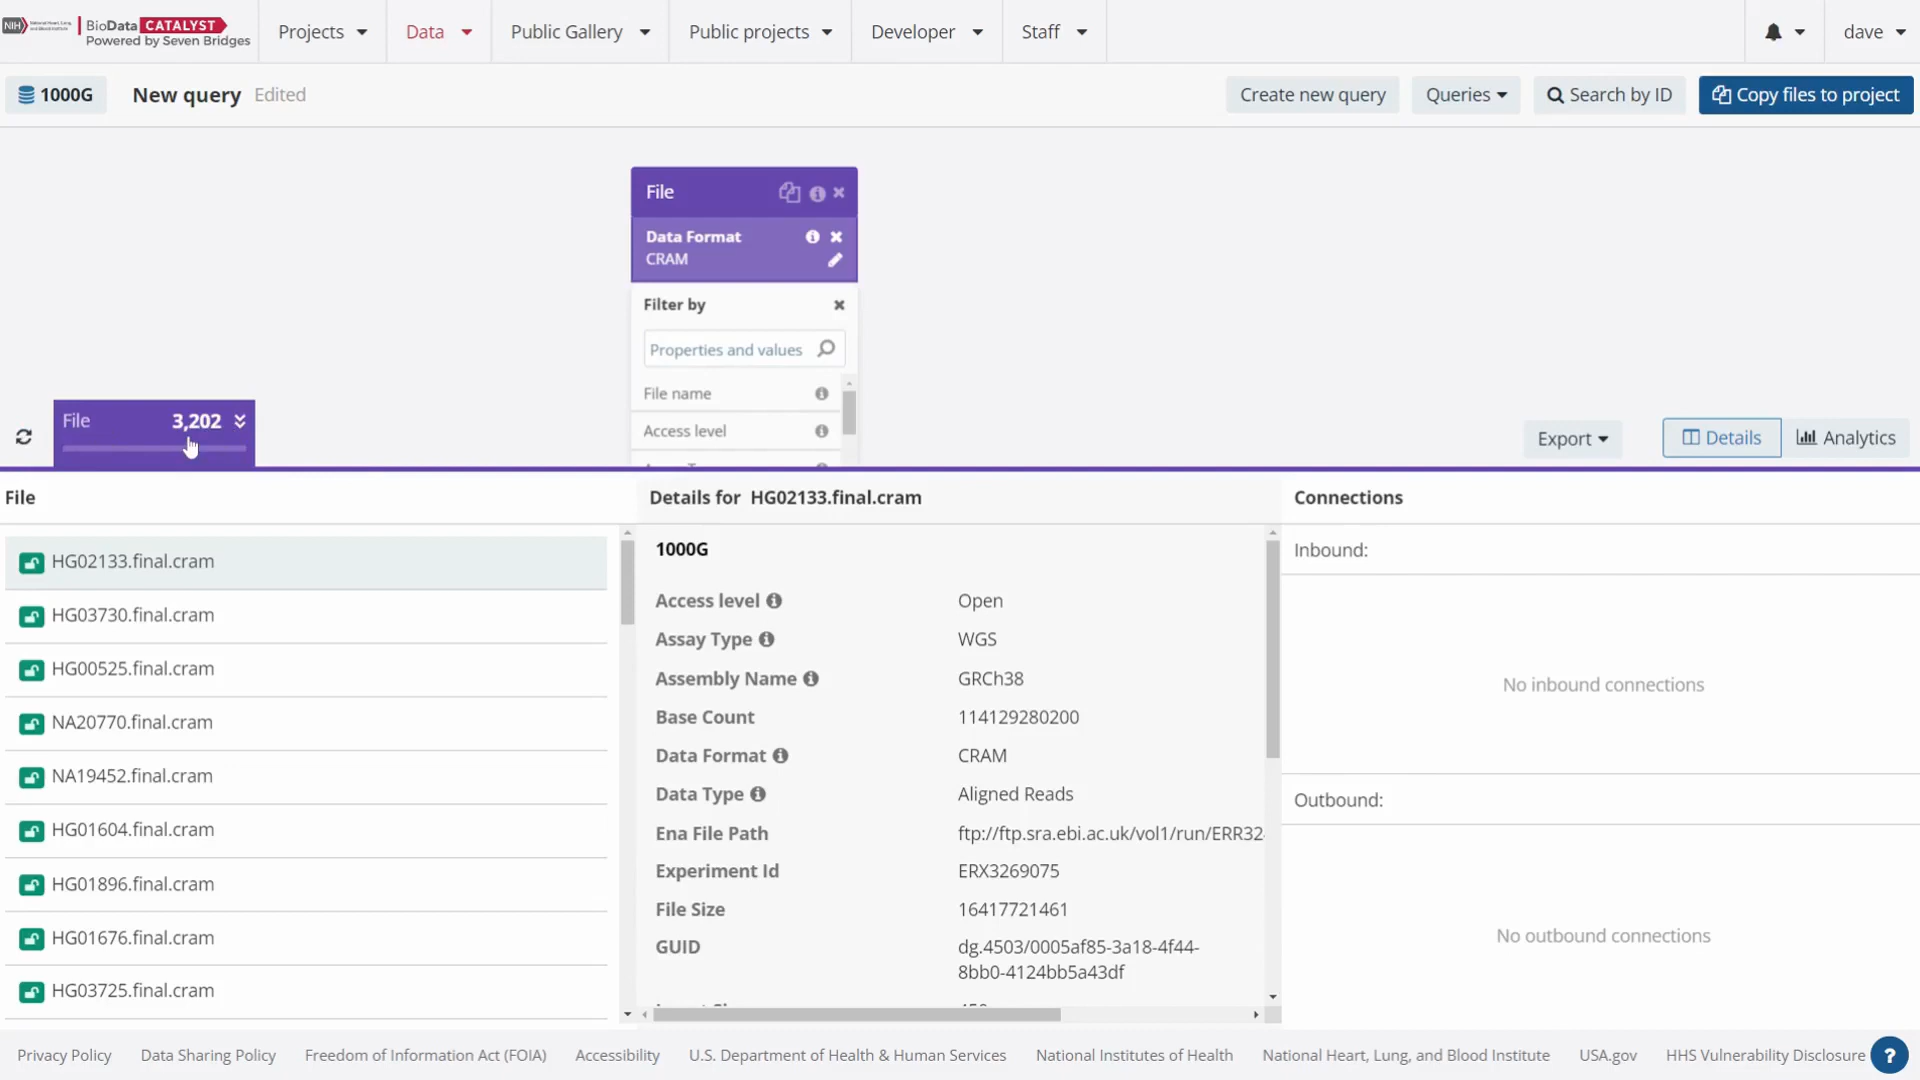 NIH National Heart, Lung, and Blood Institute BioData CATALYST
Powered by Seven Bridges
Projects
Data
Public Gallery
Public projects
Developer
Staff
dave
1000G
New query Edited
Create new query
Queries
Search by ID
Copy files to project
File
Data Format
CRAM
Filter by
Properties and values
File name
Access level
File 3,202
Export
Details
Analytics
File
HG02133.final.cram
HG03730.final.cram
HG00525.final.cram
NA20770.final.cram
NA19452.final.cram
HG01604.final.cram
HG01896.final.cram
HG01676.final.cram
HG03725.final.cram
Details for HG02133.final.cram
1000G
Access level Open
Assay Type WGS
Assembly Name GRCh38
Base Count 114129280200
Data Format CRAM
Data Type Aligned Reads
Ena File Path ftp://ftp.sra.ebi.ac.uk/vol1/run/ERR32
Experiment Id ERX3269075
File Size 16417721461
GUID dg.4503/0005af85-3a18-4f44-
8bb0-4124bb5a43df
Connections
Inbound:
No inbound connections
Outbound:
No outbound connections
Privacy Policy
Data Sharing Policy
Freedom of Information Act (FOIA)
Accessibility
U.S. Department of Health & Human Services
National Institutes of Health
National Heart, Lung, and Blood Institute
USA.gov
HHS Vulnerability Disclosure
?